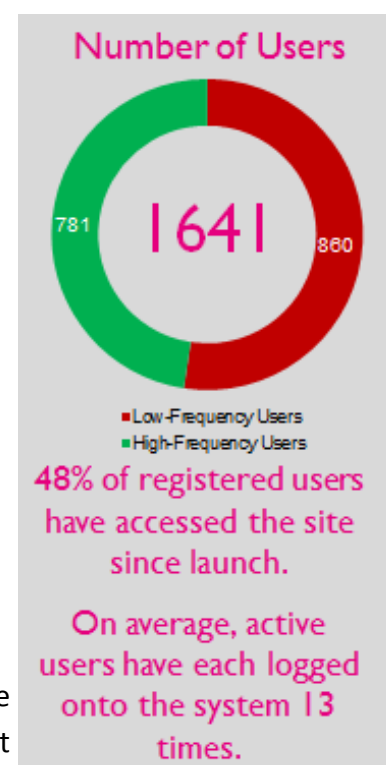 Number of Users
781
1641
860
Low-Frequency Users
High-Frequency Users
48% of registered users
have accessed the site
since launch.
On average, active
users have each logged
onto the system 13
times.
e
t